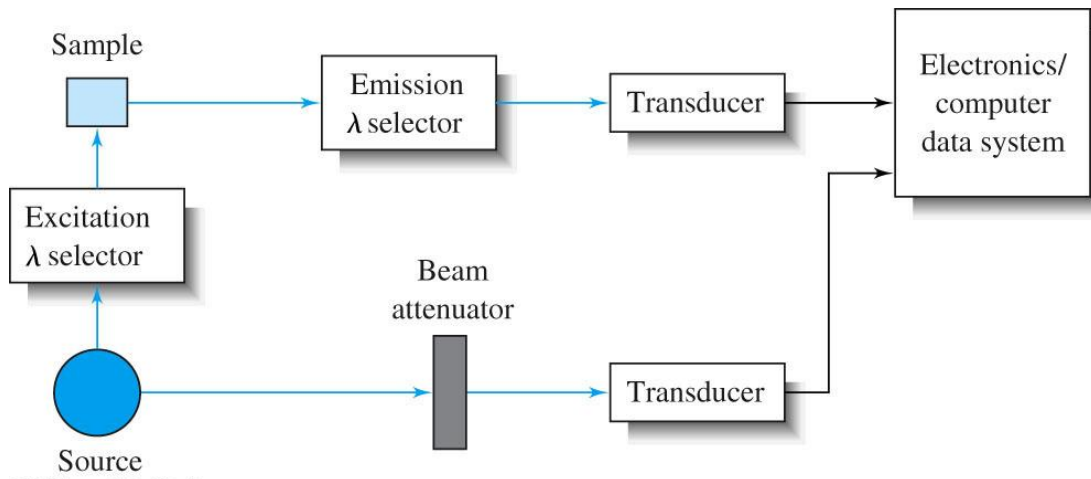 Sample
Emission
λ selector
Transducer
Electronics/
computer
data system
Excitation
λ selector
Beam
attenuator
Transducer
Source